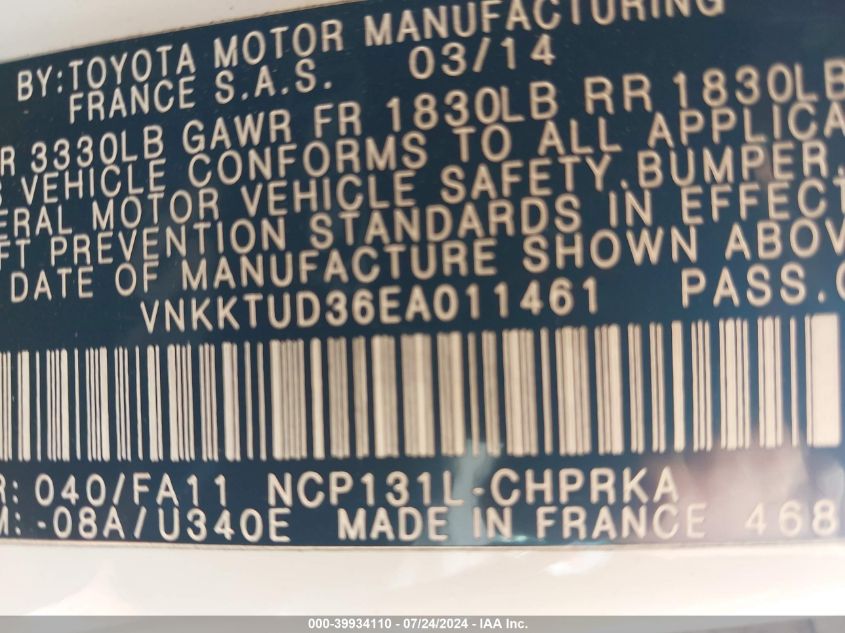 BY:TOYOTA MOTOR MANUFACTURING
FRANCE S.A.S. 03/14
R 3330LB GAWR FR 1830LB RR 1830LB
S VEHICLE CONFORMS TO ALL APPLICA
ERAL MOTOR VEHICLE SAFETY,BUMPER,
FT PREVENTION STANDARDS IN EFFECT
DATE OF MANUFACTURE SHOWN ABOV
VNKKTUD36EA011461 PASS.
R: 040/FA11 NCP131L-CHPRKA
M: -08A/U340E MADE IN FRANCE 468
000-39934110 - 07/24/2024 - IAA Inc.